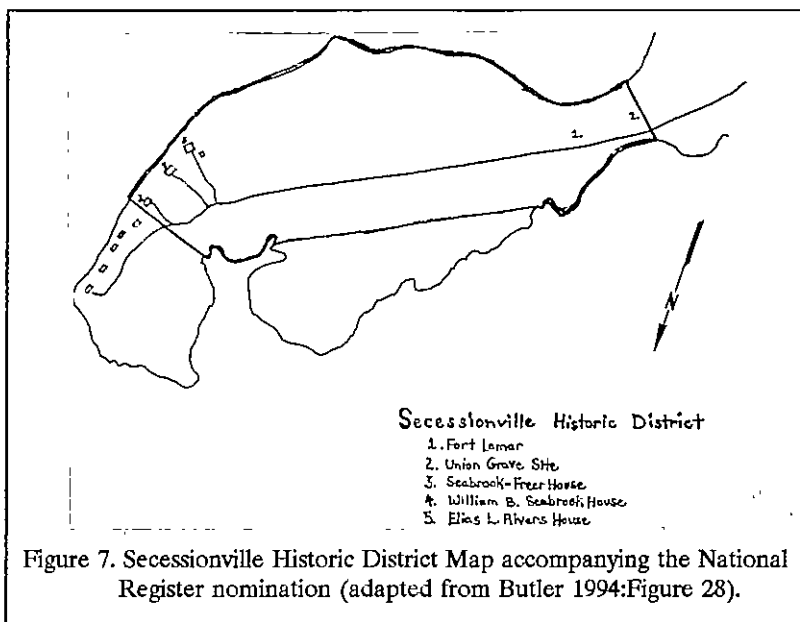 1.
2.
N
Secessionville Historic District
1. Fort Lamar
2. Union Grave Site
3. Seabrook-Freer House
4. William B. Seabrook House
5. Elias L. Rivers House
Figure 7. Secessionville Historic District Map accompanying the National
Register nomination (adapted from Butler 1994:Figure 28).